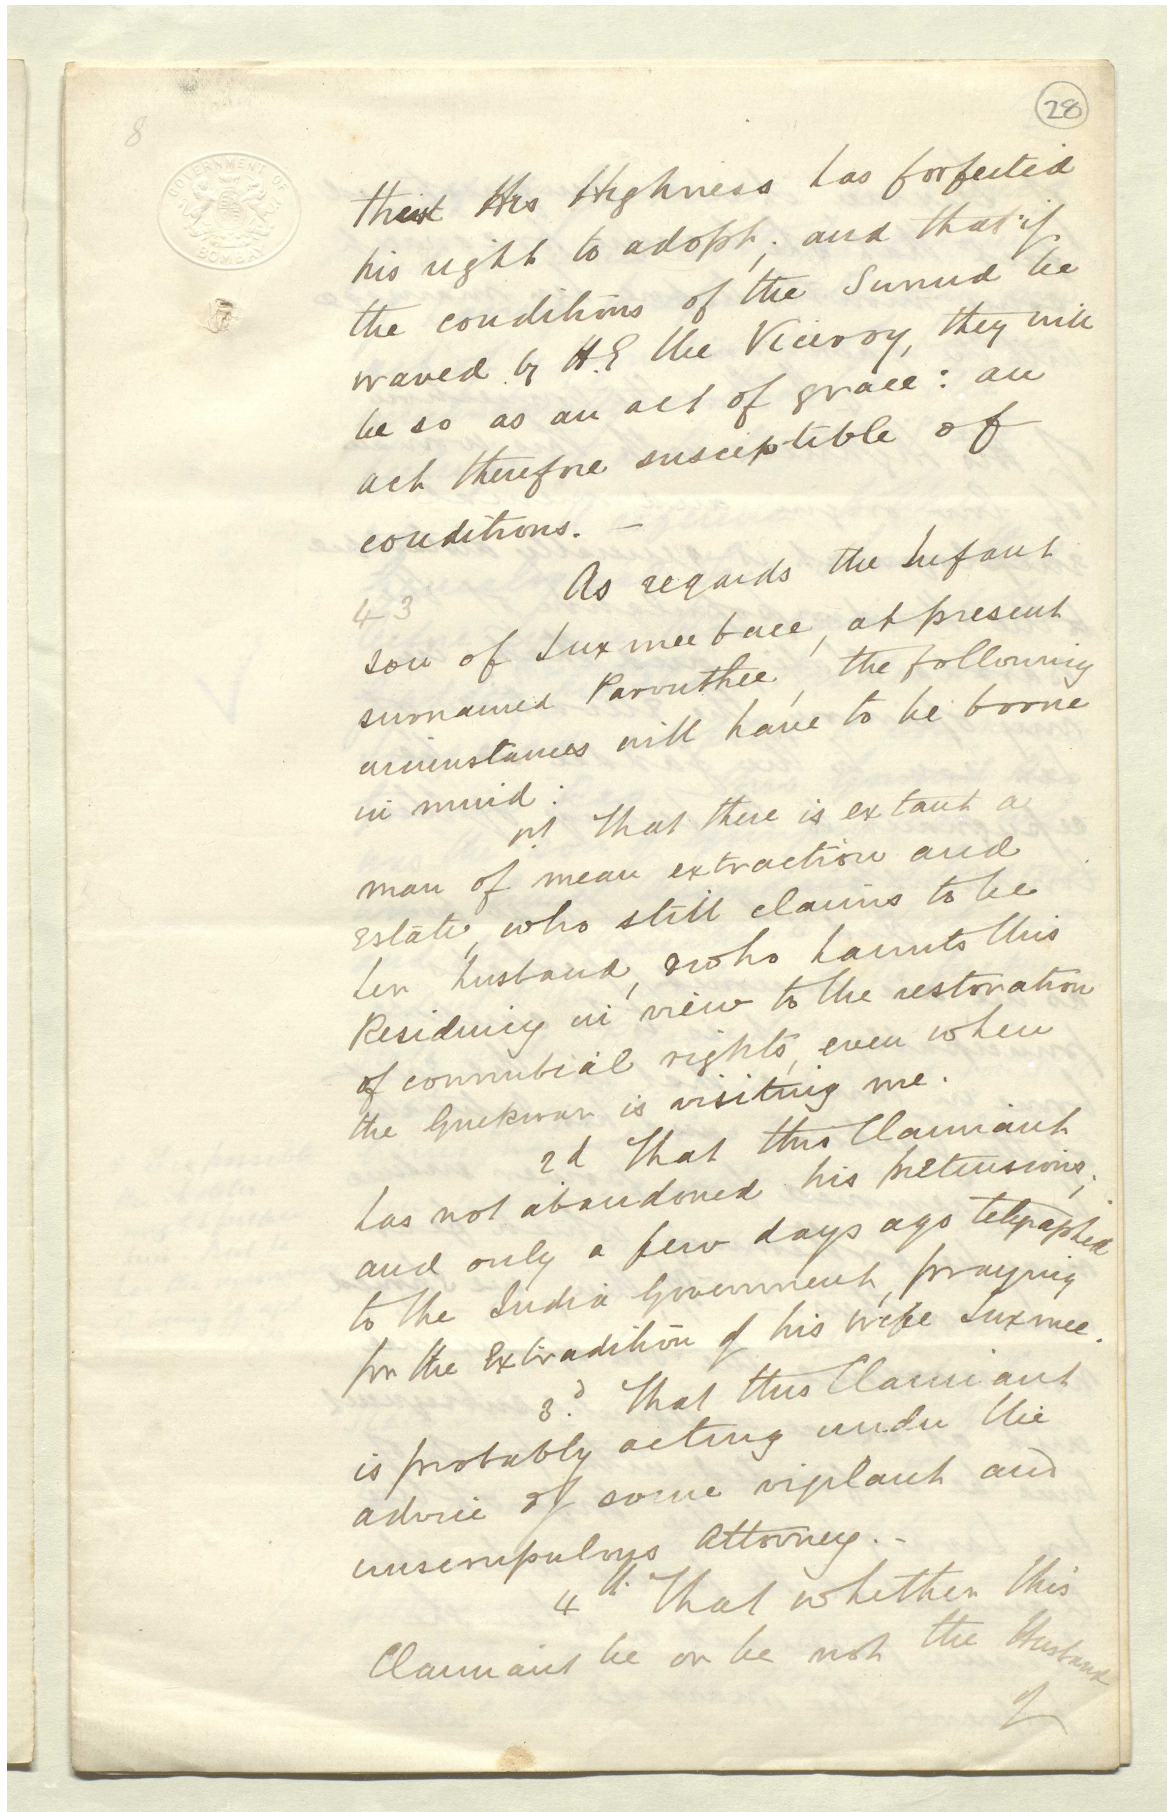 28
8
GOVERNMENT OF
BOMBAY
that His Highness has forfeited
his right to adopt; and that if
the conditions of the Sunnud be
waved by H.E the Viceroy, they will
be so as an act of grace: an
act therefore susceptible of
conditions. —
As regards the Infant
43
son of Luxmeebaee, at present
surnamed Parvuthee, the following
circumstances will have to be borne
in mind:
1st That there is extant a
man of mean extraction and
Estate, who still claims to be
her husband, & who haunts this
Residency in view to the restoration
of connubial rights, even when
the Guekwar is visiting me.
2d That this Claimant
has not abandoned his pretensions;
and only a few days ago telegraphed
to the India Government, praying
for the Extradition of his wife Luxmee.
3.d That this Claimant
is probably acting under the
advice of some vigilant and
unscrupulous Attorney. -
4th. That whether this
Claimant be or be not the Husband
of